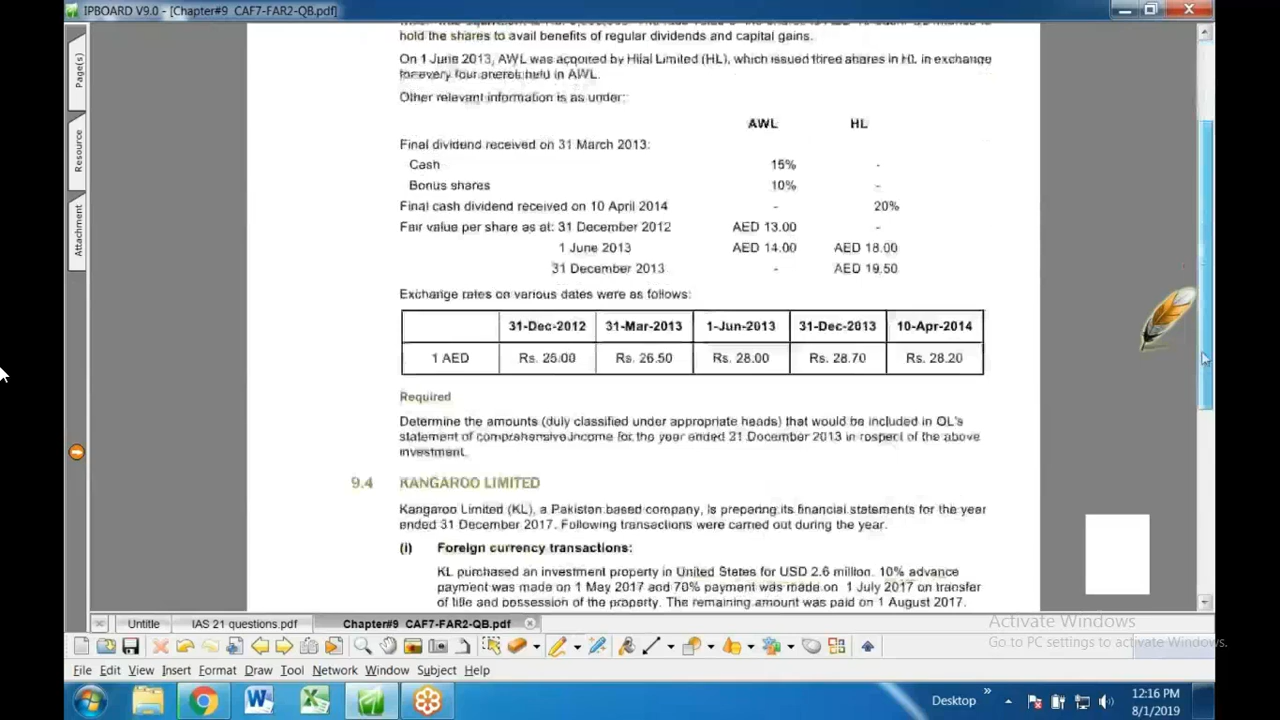 IPBOARD V9.0 - [Chapter#9_CAF7-FAR2-QB.pdf]
Page(s)
Resource
Attachment
hold the shares to avail benefits of regular dividends and capital gains.
On 1 June 2013, AWL was acquired by Hilal Limited (HL), which issued three shares in HL in exchange
for every four shares held in AWL.
Other relevant information is as under:
AWL HL
Final dividend received on 31 March 2013:
Cash 15% -
Bonus shares 10% -
Final cash dividend received on 10 April 2014 - 20%
Fair value per share as at: 31 December 2012 AED 13.00 -
1 June 2013 AED 14.00 AED 18.00
31 December 2013 - AED 19.50
Exchange rates on various dates were as follows:
31-Dec-2012 31-Mar-2013 1-Jun-2013 31-Dec-2013 10-Apr-2014
1 AED Rs. 25.00 Rs. 26.50 Rs. 28.00 Rs. 28.70 Rs. 28.20
Required
Determine the amounts (duly classified under appropriate heads) that would be included in OL's
statement of comprehensive income for the year ended 31 December 2013 in respect of the above
investment.
9.4 KANGAROO LIMITED
Kangaroo Limited (KL), a Pakistan based company, is preparing its financial statements for the year
ended 31 December 2017. Following transactions were carried out during the year.
(i) Foreign currency transactions:
KL purchased an investment property in United States for USD 2.6 million. 10% advance
payment was made on 1 May 2017 and 70% payment was made on 1 July 2017 on transfer
of title and possession of the property. The remaining amount was paid on 1 August 2017.
Untitle IAS 21 questions.pdf Chapter#9_CAF7-FAR2-QB.pdf
Activate Windows
Go to PC settings to activate Windows.
File Edit View Insert Format Draw Tool Network Window Subject Help
Desktop
12:16 PM
8/1/2019